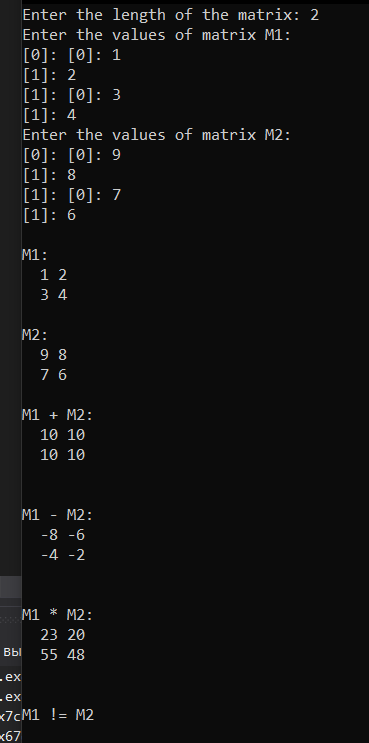 Enter the length of the matrix: 2
Enter the values of matrix M1:
[0]: [0]: 1
[1]: 2
[1]: [0]: 3
[1]: 4
Enter the values of matrix M2:
[0]: [0]: 9
[1]: 8
[1]: [0]: 7
[1]: 6
M1:
1 2
3 4
M2:
9 8
7 6
M1 + M2:
10 10
10 10
M1 - M2:
-8 -6
-4 -2
M1 * M2:
23 20
55 48
M1 != M2
вы
.ex
.ex
x7c
x67